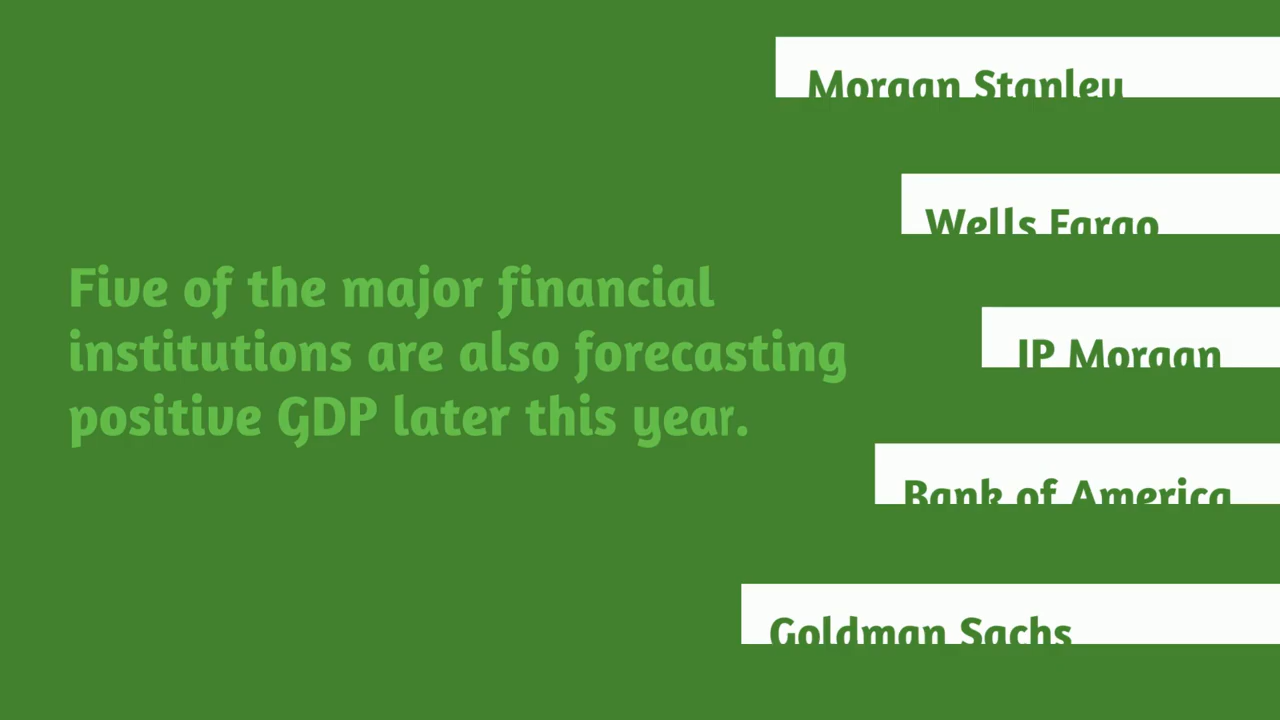 Morgan Stanley
Wells Fargo
Five of the major financial
institutions are also forecasting
positive GDP later this year.
JP Morgan
Bank of America
Goldman Sachs